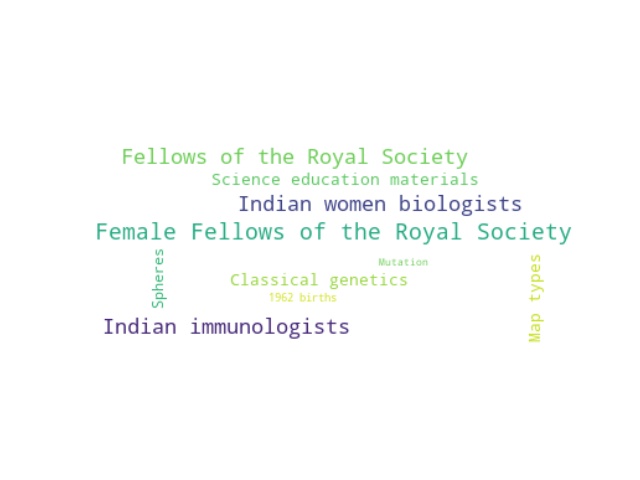 Fellows of the Royal Society
Science education materials
Indian women biologists
Female Fellows of the Royal Society
Spheres
Mutation
Map types
Classical genetics
1962 births
Indian immunologists